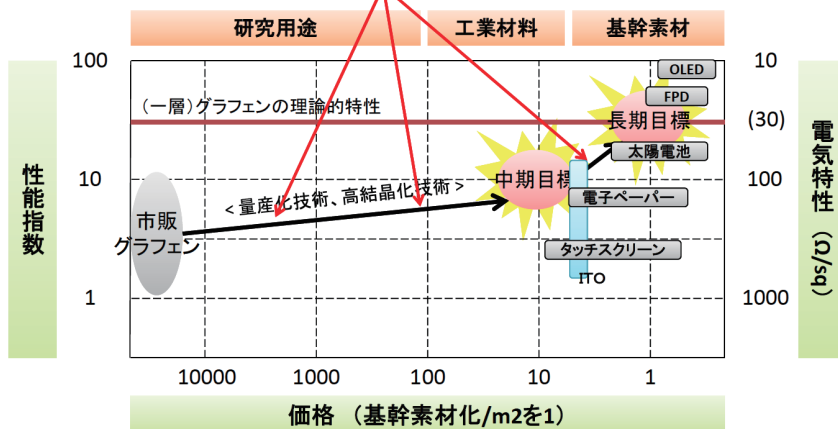 研究用途
工業材料
基幹素材
100
10
OLED
FPD
(一層)グラフェンの理論的特性
長期目標
(30)
太陽電池
性能指数
10
中期目標
100
電気特性 (Ω/sq)
<量産化技術、高結晶化技術>
電子ペーパー
市販
グラフェン
タッチスクリーン
ITO
1
1000
10000
1000
100
10
1
価格 (基幹素材化/m2を1)